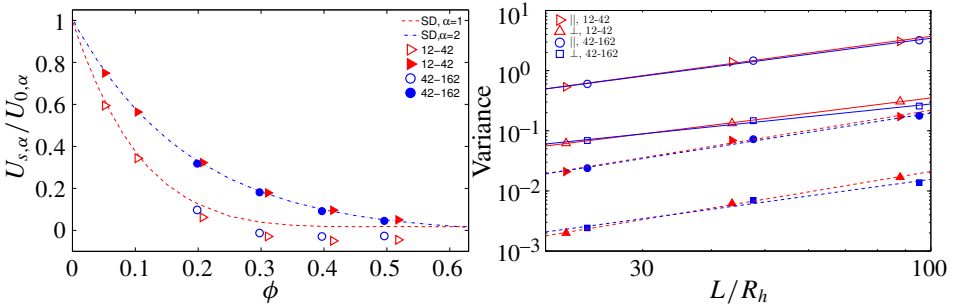 U_{s,α}/U_{0,α}
1
0.8
0.6
0.4
0.2
0
0 0.1 0.2 0.3 0.4 0.5 0.6
ϕ
SD, α=1
SD,α=2
12−42
12−42
42−162
42−162
Variance
10^1
10^0
10^{-1}
10^{-2}
10^{-3}
30 100
L/R_h
||, 12-42
⊥, 12-42
||, 42-162
⊥, 42-162